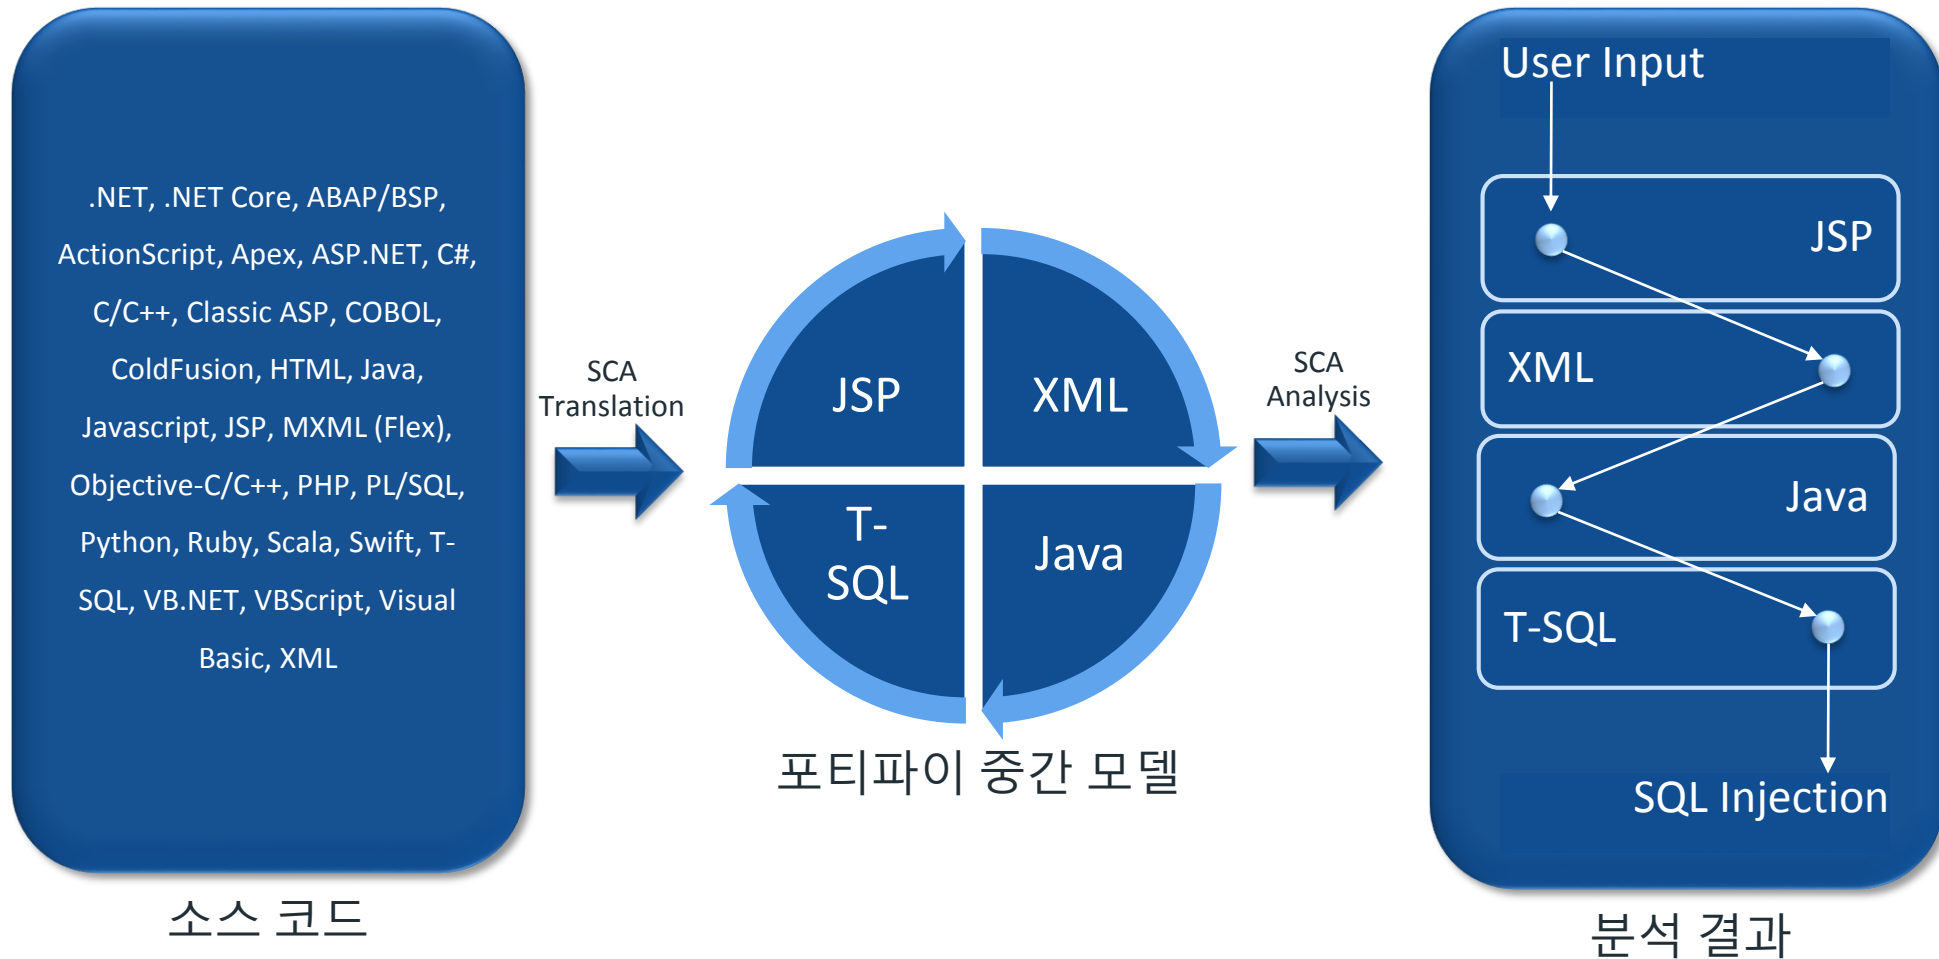 .NET, .NET Core, ABAP/BSP,
ActionScript, Apex, ASP.NET, C#,
C/C++, Classic ASP, COBOL,
ColdFusion, HTML, Java,
Javascript, JSP, MXML (Flex),
Objective-C/C++, PHP, PL/SQL,
Python, Ruby, Scala, Swift, T-
SQL, VB.NET, VBScript, Visual
Basic, XML
소스 코드
SCA
Translation
JSP
XML
T-
SQL
Java
포티파이 중간 모델
SCA
Analysis
User Input
JSP
XML
Java
T-SQL
SQL Injection
분석 결과